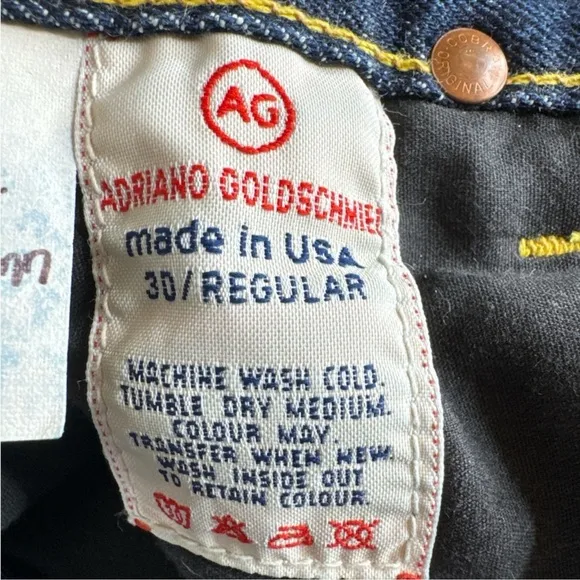 AG
ADRIANO GOLDSCHMIED
made in USA
30/REGULAR
MACHINE WASH COLD.
TUMBLE DRY MEDIUM.
COLOUR MAY.
TRANSFER WHEN NEW.
WASH INSIDE OUT
TO RETAIN COLOUR.